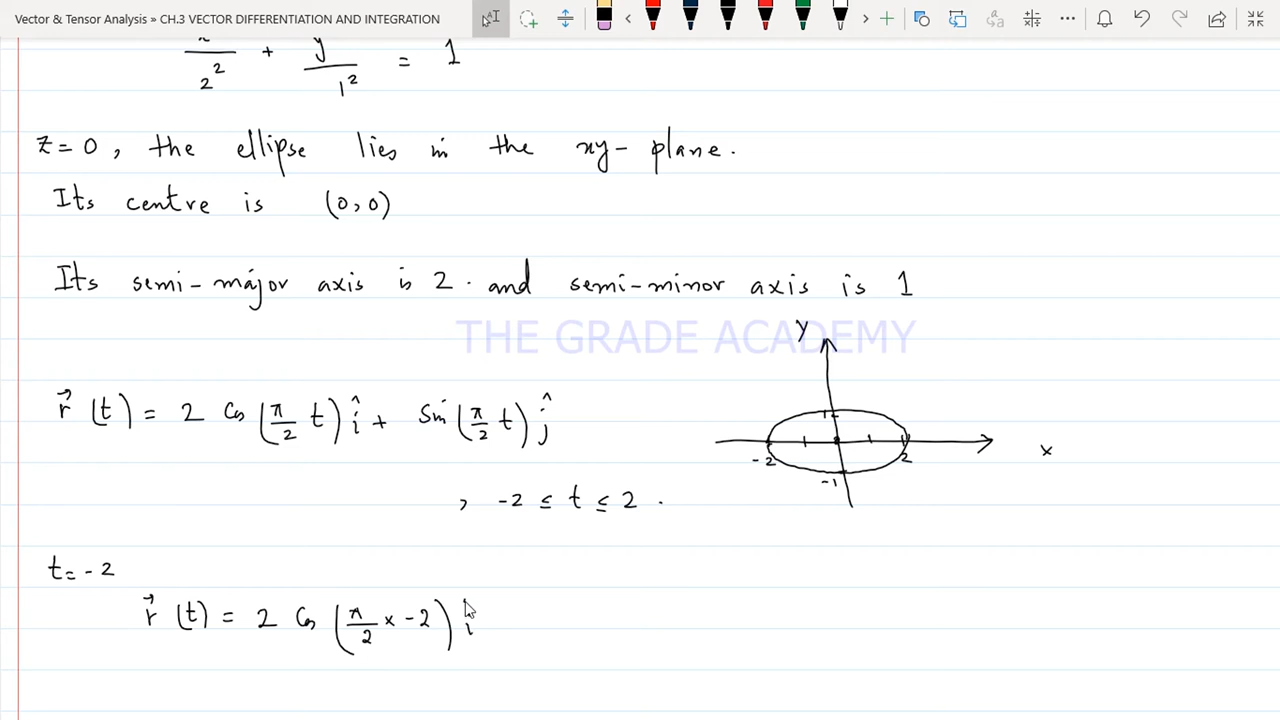 Vector & Tensor Analysis » CH.3 VECTOR DIFFERENTIATION AND INTEGRATION
/2² + y/1² = 1
z = 0, the ellipse lies in the xy-plane.
Its centre is (0,0)
Its semi-major axis is 2. and semi-minor axis is 1
THE GRADE ACADEMY
y
r⃗ (t) = 2 Cos (π/2 t) î + Sin (π/2 t) ĵ
1
-2
2
x
-1
, -2 ≤ t ≤ 2.
t = -2
r⃗ (t) = 2 Cos (π/2 x -2) i